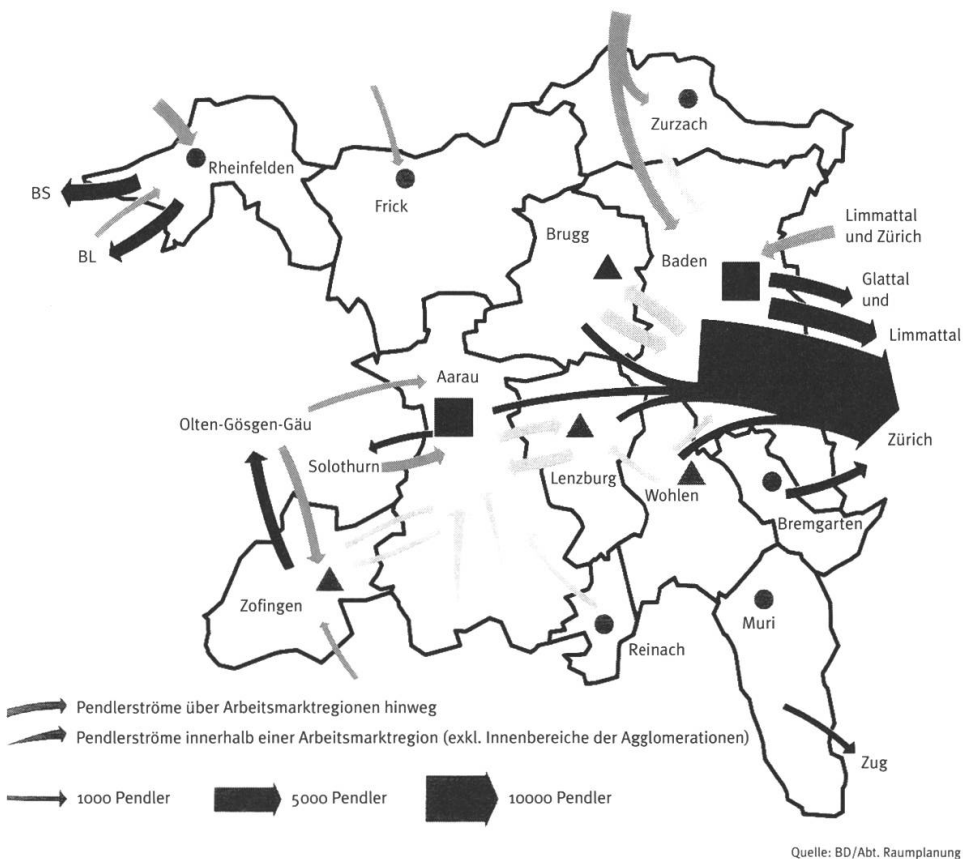 Zurzach
Rheinfelden
BS
Frick
BL
Brugg
Baden
Limmattal
und Zürich
Glattal
und
Limmattal
Aarau
Olten-Gösgen-Gäu
Solothurn
Zürich
Lenzburg
Wohlen
Bremgarten
Zofingen
Muri
Reinach
Pendlerströme über Arbeitsmarktregionen hinweg
Pendlerströme innerhalb einer Arbeitsmarktregion (exkl. Innenbereiche der Agglomerationen)
Zug
1000 Pendler
5000 Pendler
10000 Pendler
Quelle: BD/Abt. Raumplanung